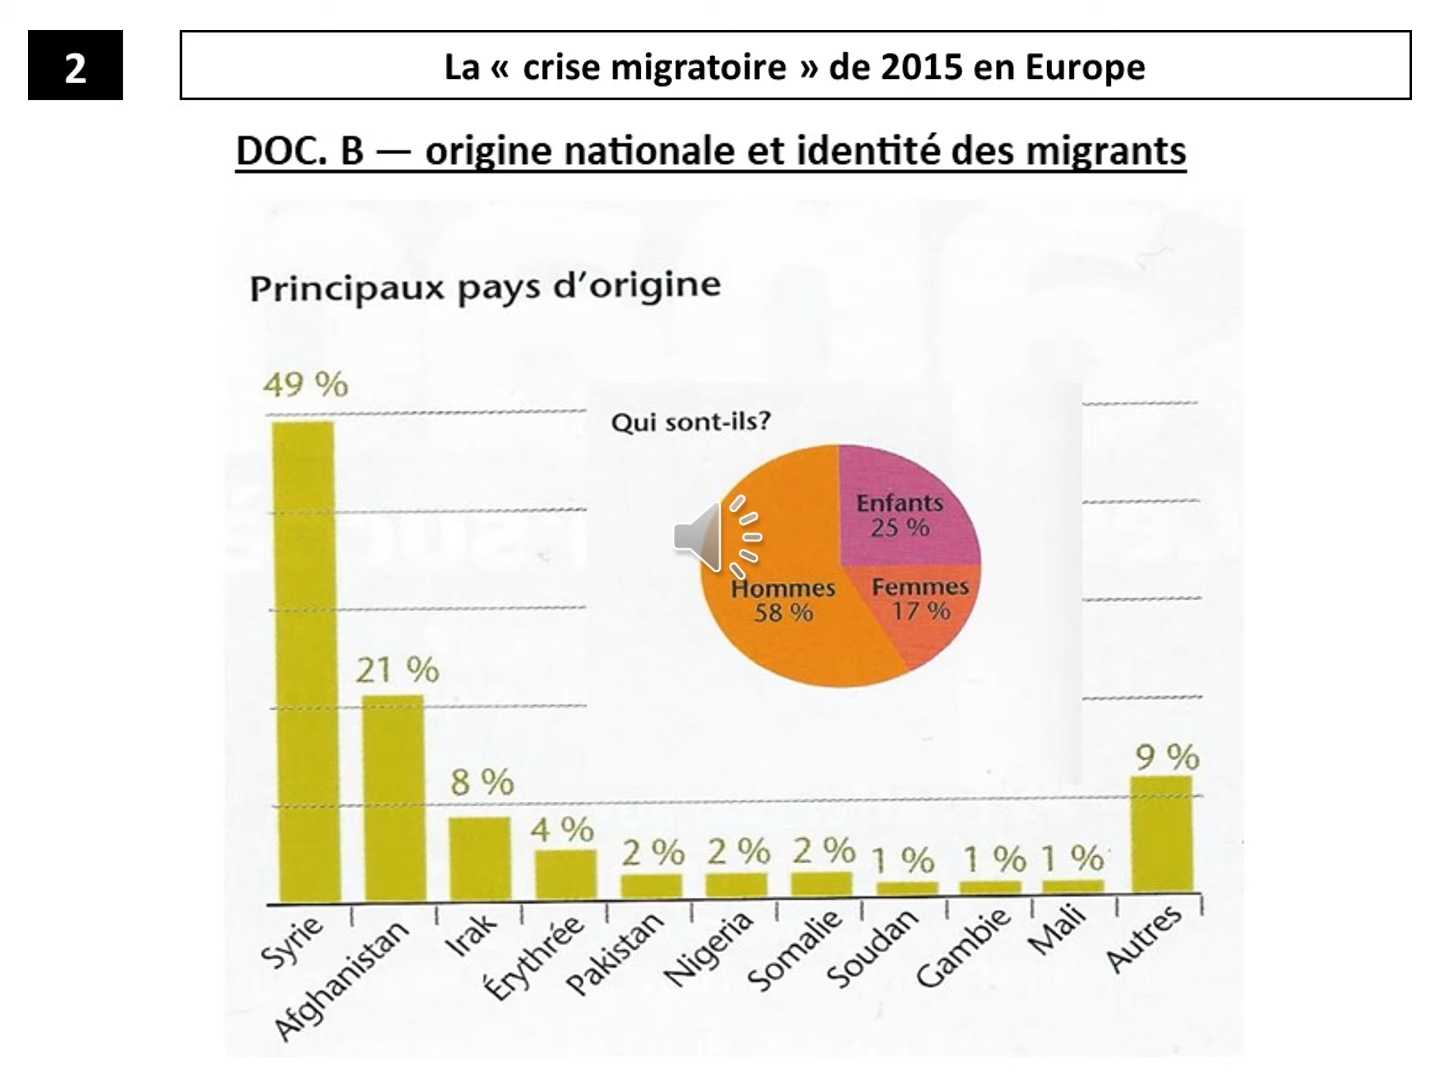 2
La « crise migratoire » de 2015 en Europe
DOC. B — origine nationale et identité des migrants
Principaux pays d'origine
49 %
Qui sont-ils?
Enfants
25 %
Hommes
58 %
Femmes
17 %
21 %
8 %
4 %
2 %
2 %
2 %
1 %
1 %
1 %
9 %
Syrie
Afghanistan
Irak
Érythrée
Pakistan
Nigeria
Somalie
Soudan
Gambie
Mali
Autres